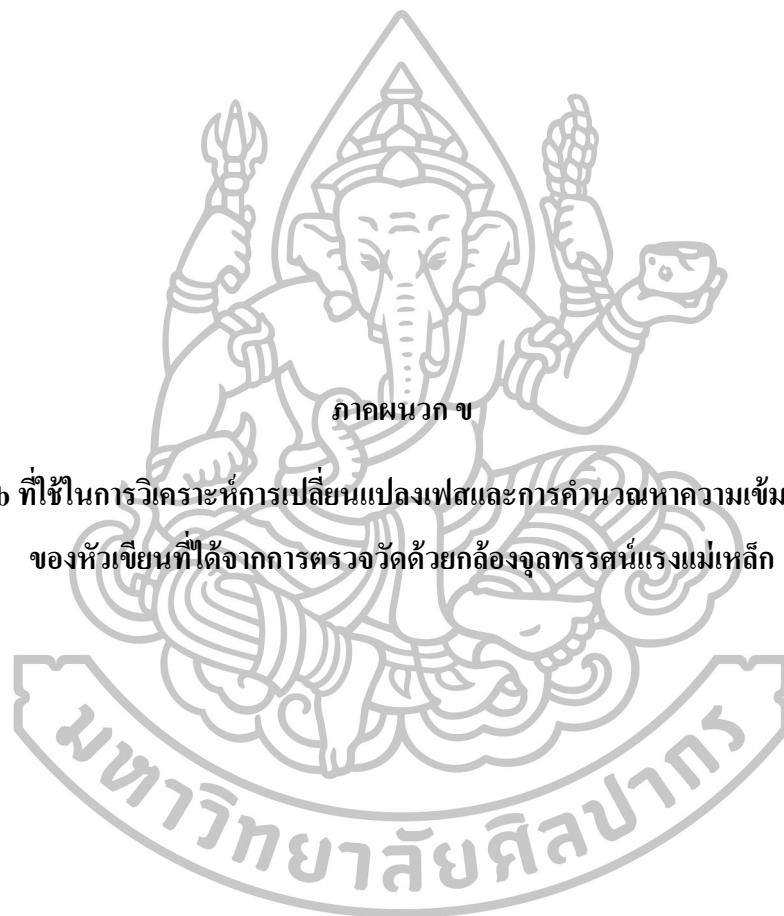 ภาคผนวก ข
b ที่ใช้ในการวิเคราะห์การเปลี่ยนแปลงเฟสและการคำนวณหาความเข้ม
ของหัวเขียนที่ได้จากการตรวจวัดด้วยกล้องจุลทรรศน์แรงแม่เหล็ก
มหาวิทยาลัยศิลปากร